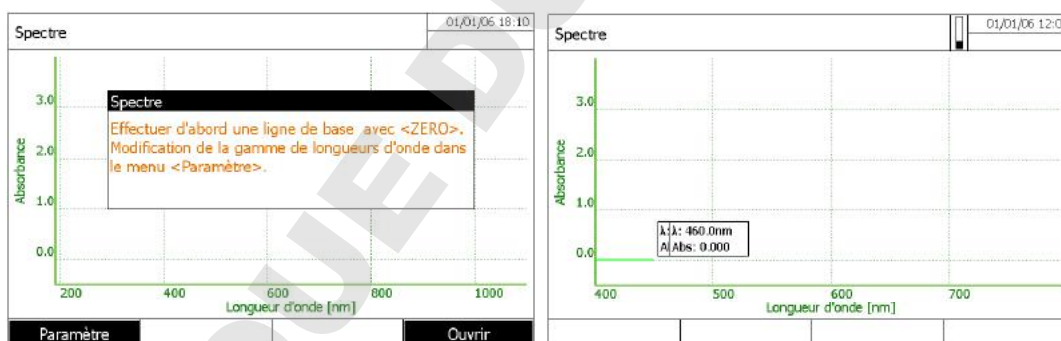 Spectre
01/01/06 18:10
3.0
Spectre
Effectuer d'abord une ligne de base avec <ZERO>.
Modification de la gamme de longueurs d'onde dans
le menu <Paramètre>.
2.0
1.0
0.0
Absorbance
200 400 600 800 1000
Longueur d'onde [nm]
Paramètre
Ouvrir
Spectre
01/01/06 12:0
3.0
2.0
1.0
0.0
Absorbance
λ: λ: 460.0nm
A Abs: 0.000
400 500 600 700
Longueur d'onde [nm]